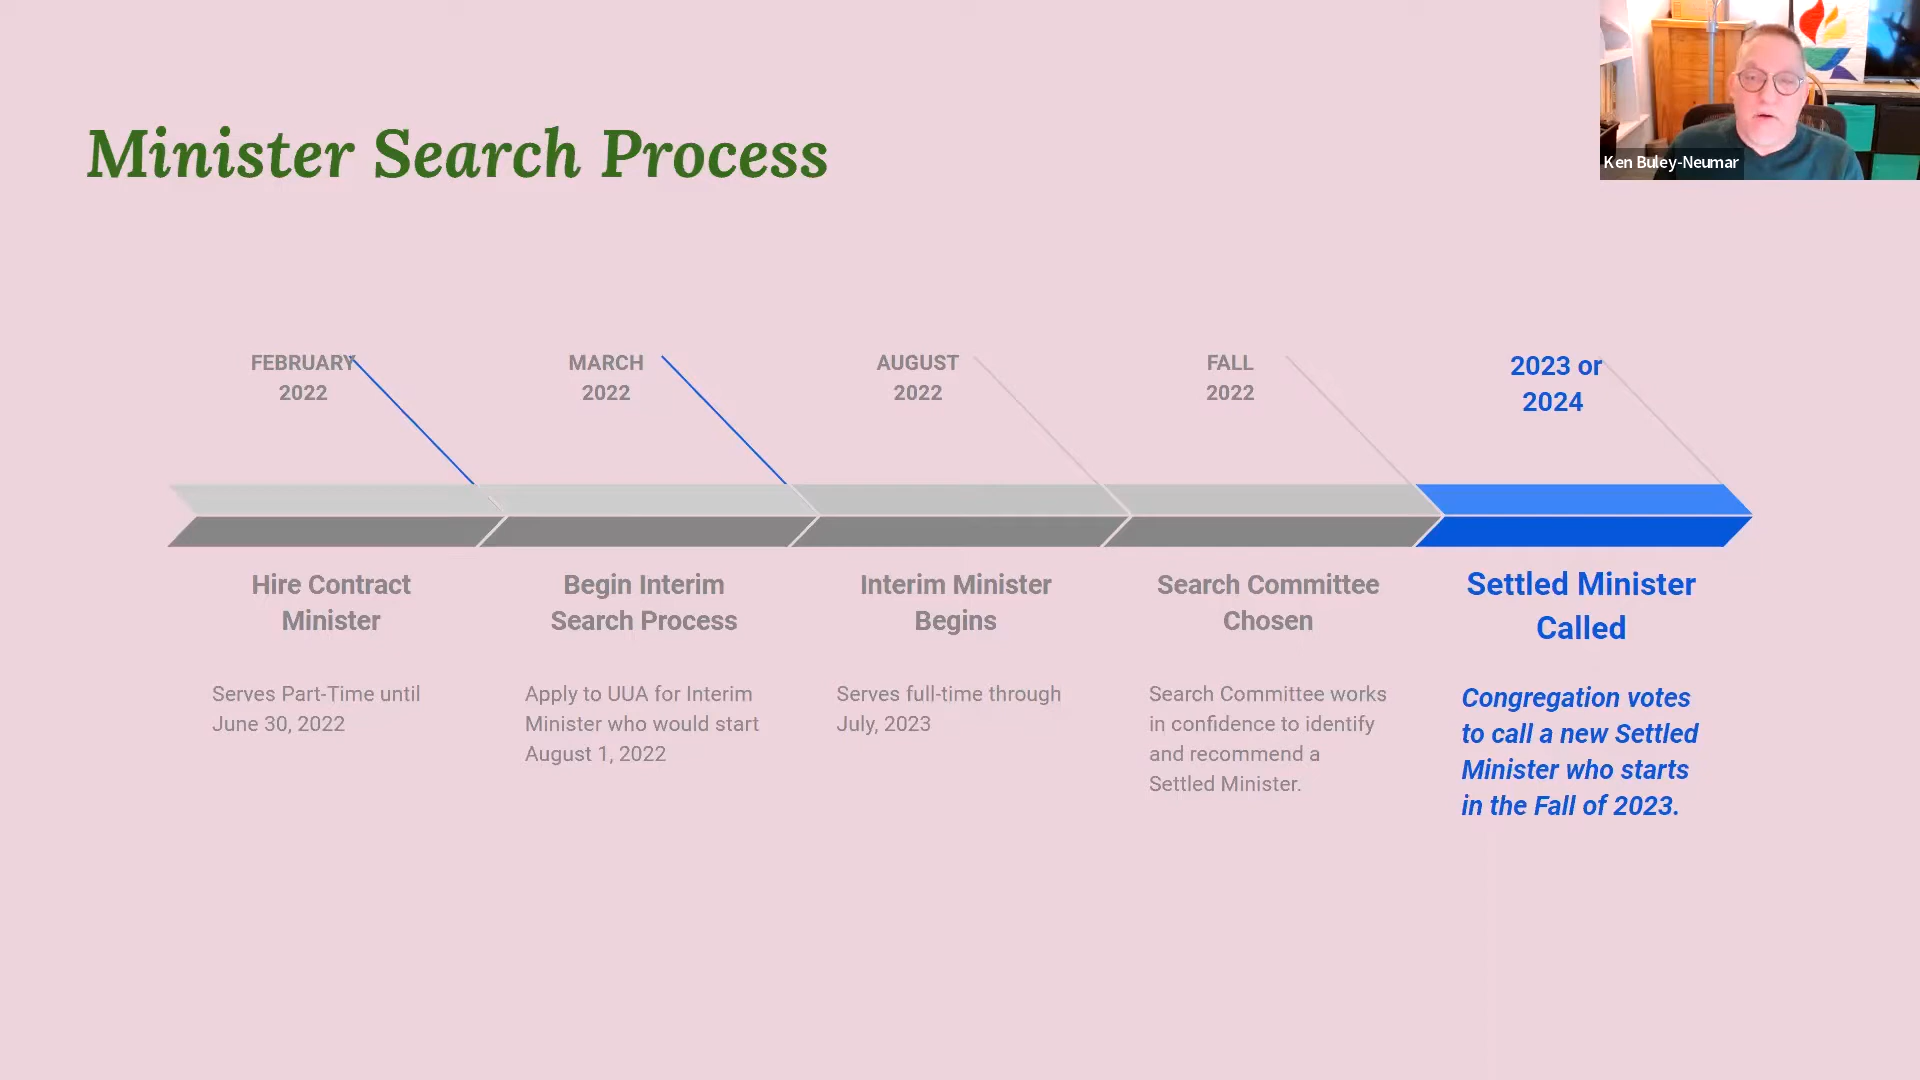 Minister Search Process
Ken Buley-Neumar
FEBRUARY
2022
MARCH
2022
AUGUST
2022
FALL
2022
2023 or
2024
Hire Contract
Minister
Begin Interim
Search Process
Interim Minister
Begins
Search Committee
Chosen
Settled Minister
Called
Serves Part-Time until
June 30, 2022
Apply to UUA for Interim
Minister who would start
August 1, 2022
Serves full-time through
July, 2023
Search Committee works
in confidence to identify
and recommend a
Settled Minister.
Congregation votes
to call a new Settled
Minister who starts
in the Fall of 2023.